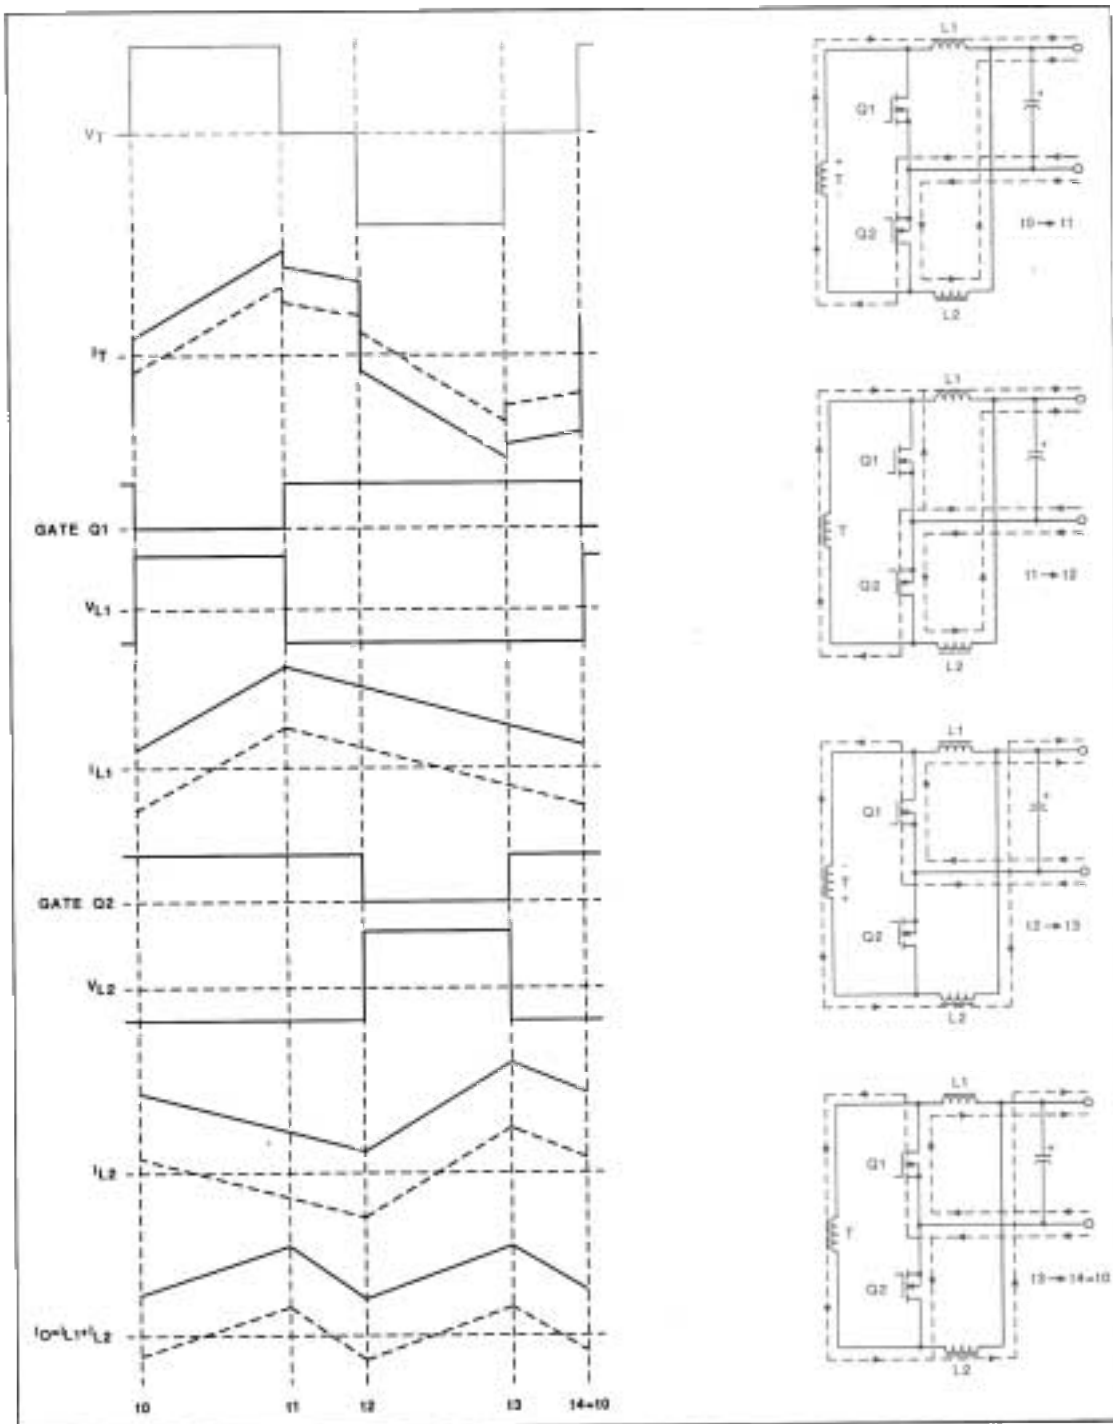 VT
IT
GATE Q1
VL1
IL1
GATE Q2
VL2
IL2
IO=IL1+IL2
t0 t1 t2 t3 t4=t0
L1
Q1
+
+
T
-
Q2
t0→t1
L2
L1
Q1
+
T
Q2
t1→t2
L2
L1
Q1
+
-
T
+
Q2
t2→t3
L2
L1
Q1
+
T
Q2
t3→t4=t0
L2